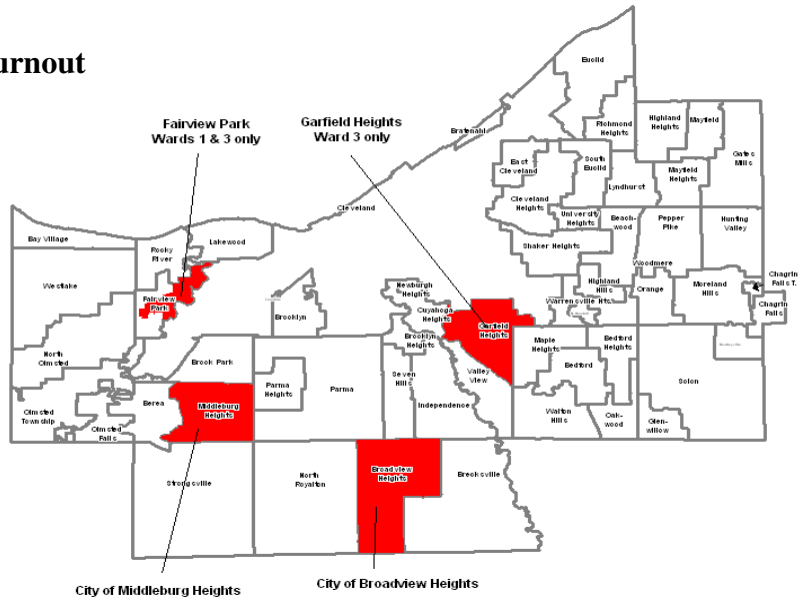 urnout
Fairview Park
Wards 1 & 3 only
Garfield Heights
Ward 3 only
Euclid
Bratenahl
Richmond
Heights
Highland
Heights
Mayfield
Gates
Mills
East
Cleveland
South
Euclid
Mayfield
Heights
Lyndhurst
Cleveland
Heights
Cleveland
University
Heights
Beach-
wood
Pepper
Pike
Hunting
Valley
Bay Village
Rocky
River
Lakewood
Shaker Heights
Woodmere
Westlake
Highland
Hills
Orange
Moreland
Hills
Chagrin
Falls T.
Chagrin
Falls
Newburgh
Heights
Fairview
Park
Warrensville Hts.
Cuyahoga
Heights
Brooklyn
Garfield
Heights
Brooklyn
Heights
Maple
Heights
Bedford
Heights
North
Olmsted
Brook Park
Bedford
Parma
Heights
Parma
Seven
Hills
Valley
View
Solon
Berea
Middleburg
Heights
Independence
Olmsted
Township
Olmsted
Falls
Walton
Hills
Oak-
wood
Glen-
willow
Strongsville
North
Royalton
Broadview
Heights
Brecksville
City of Middleburg Heights
City of Broadview Heights